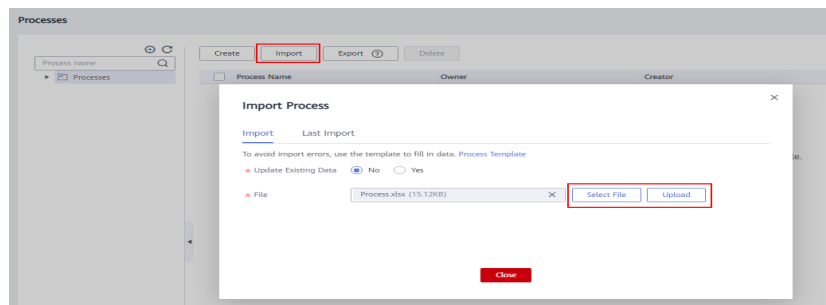 Processes
Process name
Processes
Create Import Export Delete
Process Name Owner Creator
Import Process
Import Last Import
To avoid import errors, use the template to fill in data. Process Template
* Update Existing Data No Yes
* File Process.xlsx (15.12KB) Select File Upload
Close